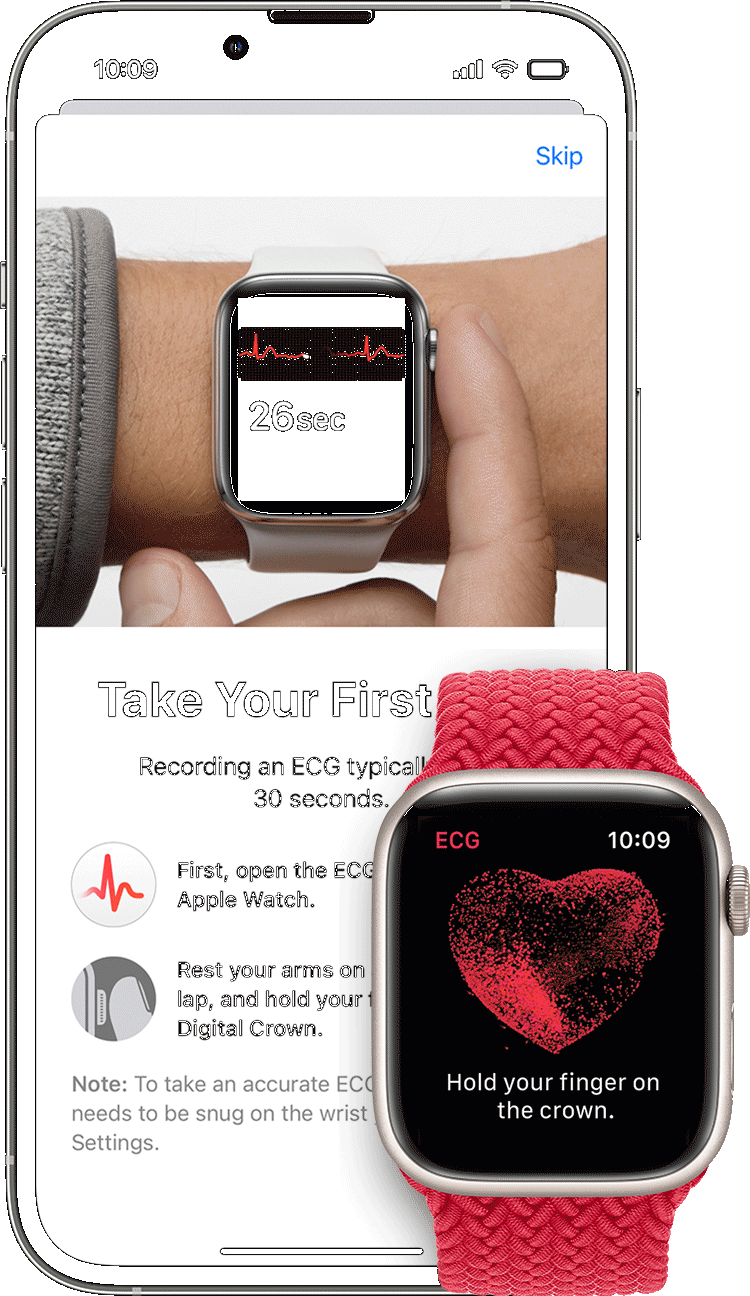 10:09
Skip
26sec
Take Your First
Recording an ECG typicall
30 seconds.
First, open the ECG
Apple Watch.
Rest your arms on
lap, and hold your
Digital Crown.
Note: To take an accurate ECG
needs to be snug on the wrist
Settings.
ECG 10:09
Hold your finger on
the crown.